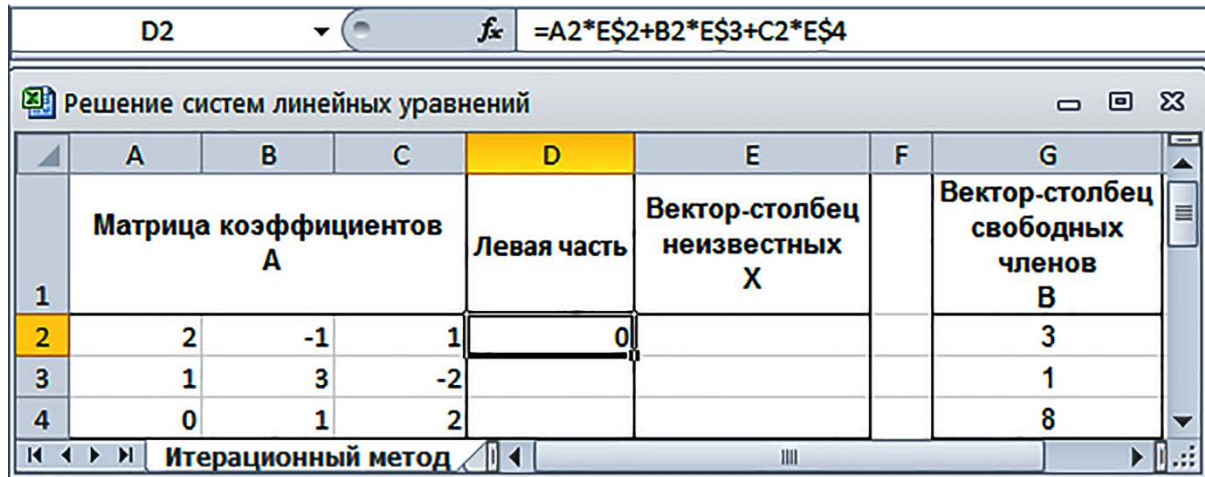 D2 fx =A2*E$2+B2*E$3+C2*E$4
Решение систем линейных уравнений
A B C D E F G
1 Матрица коэффициентов
A
Левая часть
Вектор-столбец
неизвестных
X
Вектор-столбец
свободных
членов
B
2 2 -1 1 0 3
3 1 3 -2 1
4 0 1 2 8
Итерационный метод